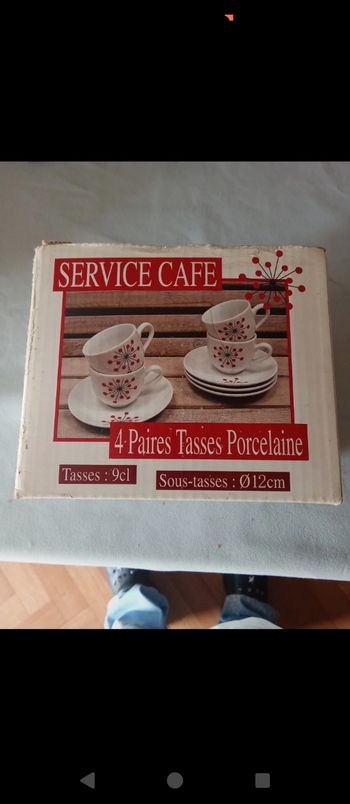 SERVICE CAFE
4 Paires Tasses Porcelaine
Tasses : 9cl
Sous-tasses : Ø12cm